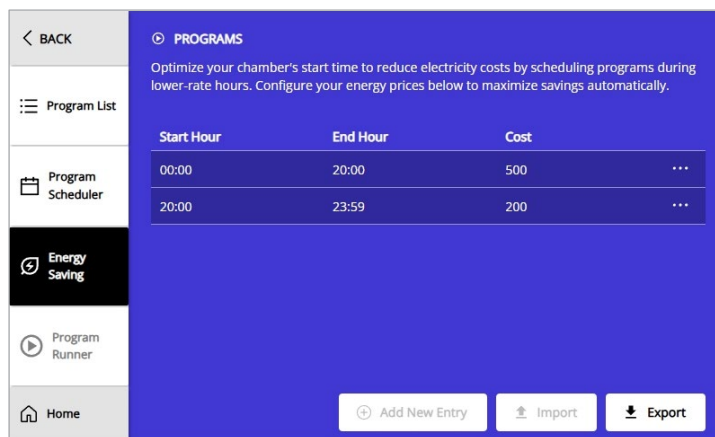 BACK
PROGRAMS
Optimize your chamber's start time to reduce electricity costs by scheduling programs during
lower-rate hours. Configure your energy prices below to maximize savings automatically.
Program List
Program
Scheduler
Energy
Saving
Program
Runner
Home
Start Hour End Hour Cost
00:00 20:00 500 ...
20:00 23:59 200 ...
Add New Entry Import Export